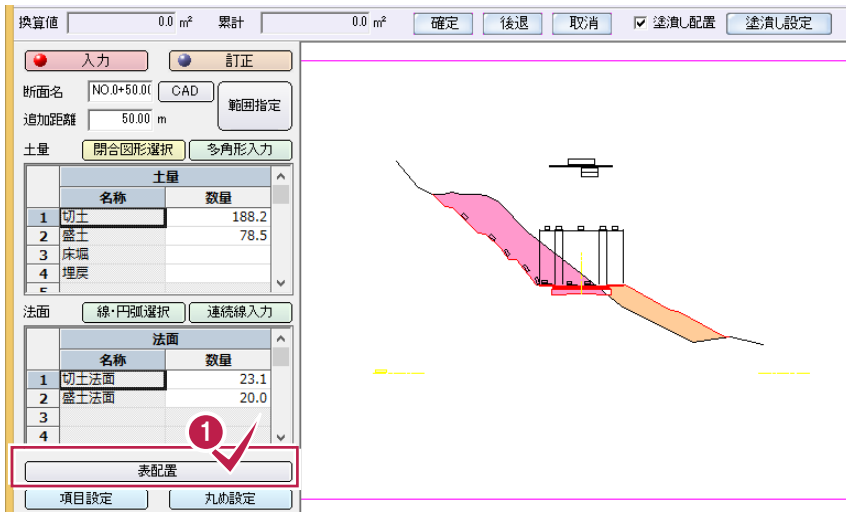 換算値 0.0 m² 累計 0.0 m² 確定 後退 取消 塗潰し配置 塗潰し設定
入力 訂正
断面名 NO.0+50.0( CAD 範囲指定
追加距離 50.00 m
土量 閉合図形選択 多角形入力
土量
名称 数量
1 切土 188.2
2 盛土 78.5
3 床堀
4 埋戻
法面 線・円弧選択 連続線入力
法面
名称 数量
1 切土法面 23.1
2 盛土法面 20.0
3
4
1
表配置
項目設定 丸め設定